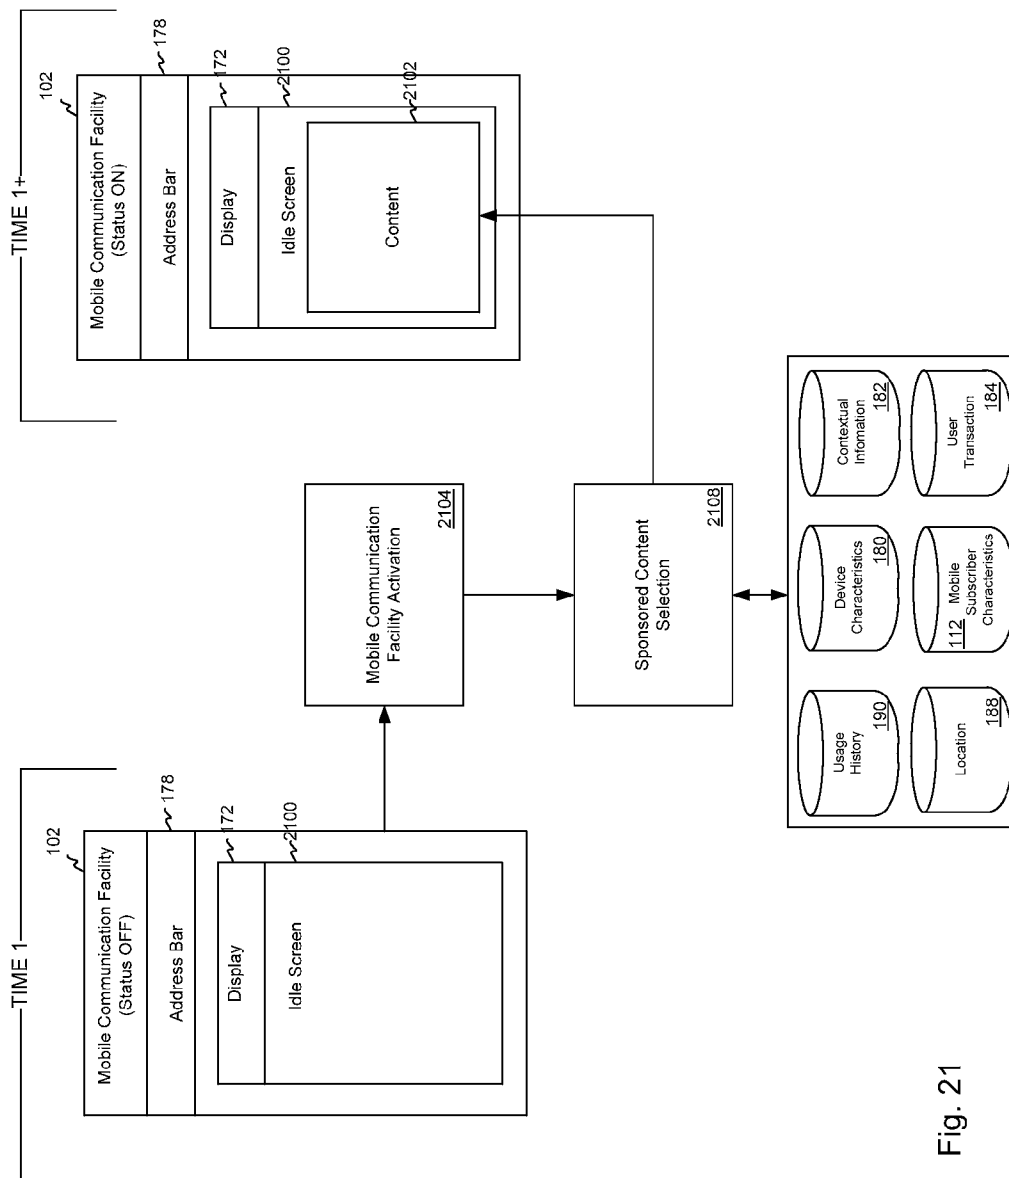 TIME 1
102
Mobile Communication Facility
(Status OFF)
178
Address Bar
172
Display
2100
Idle Screen
Mobile Communication
Facility Activation
2104
Sponsored Content
Selection
2108
TIME 1+
102
Mobile Communication Facility
(Status ON)
178
Address Bar
172
Display
2100
Idle Screen
2102
Content
Usage
History
190
Device
Characteristics
180
Contextual
Infomation
182
Location
188
112
Mobile
Subscriber
Characteristics
User
Transaction
184
Fig. 21